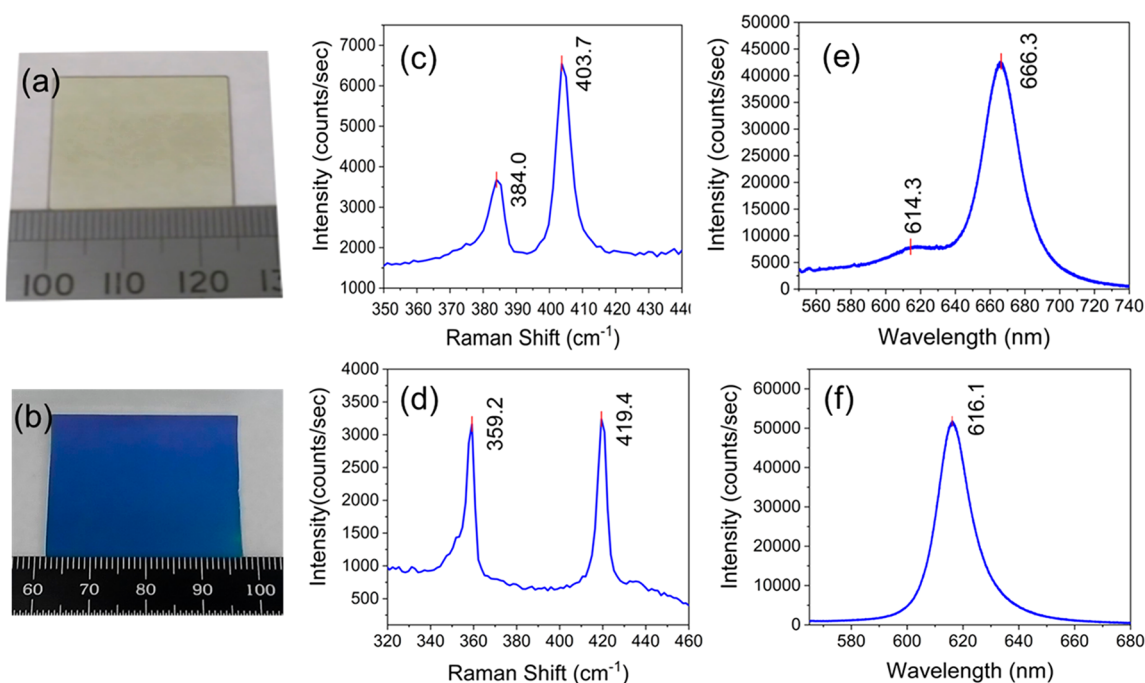 (a)
100 110 120 13
(b)
60 70 80 90 100
(c)
384.0
403.7
7000
6000
5000
4000
3000
2000
1000
350 360 370 380 390 400 410 420 430 440
Intensity (counts/sec)
Raman Shift (cm⁻¹)
(d)
359.2
419.4
4000
3500
3000
2500
2000
1500
1000
500
320 340 360 380 400 420 440 460
Intensity(counts/sec)
Raman Shift (cm⁻¹)
(e)
614.3
666.3
50000
45000
40000
35000
30000
25000
20000
15000
10000
5000
0
560 580 600 620 640 660 680 700 720 740
Intensity (counts/sec)
Wavelength (nm)
(f)
616.1
60000
50000
40000
30000
20000
10000
0
580 600 620 640 660 680
Intensity (counts/sec)
Wavelength (nm)